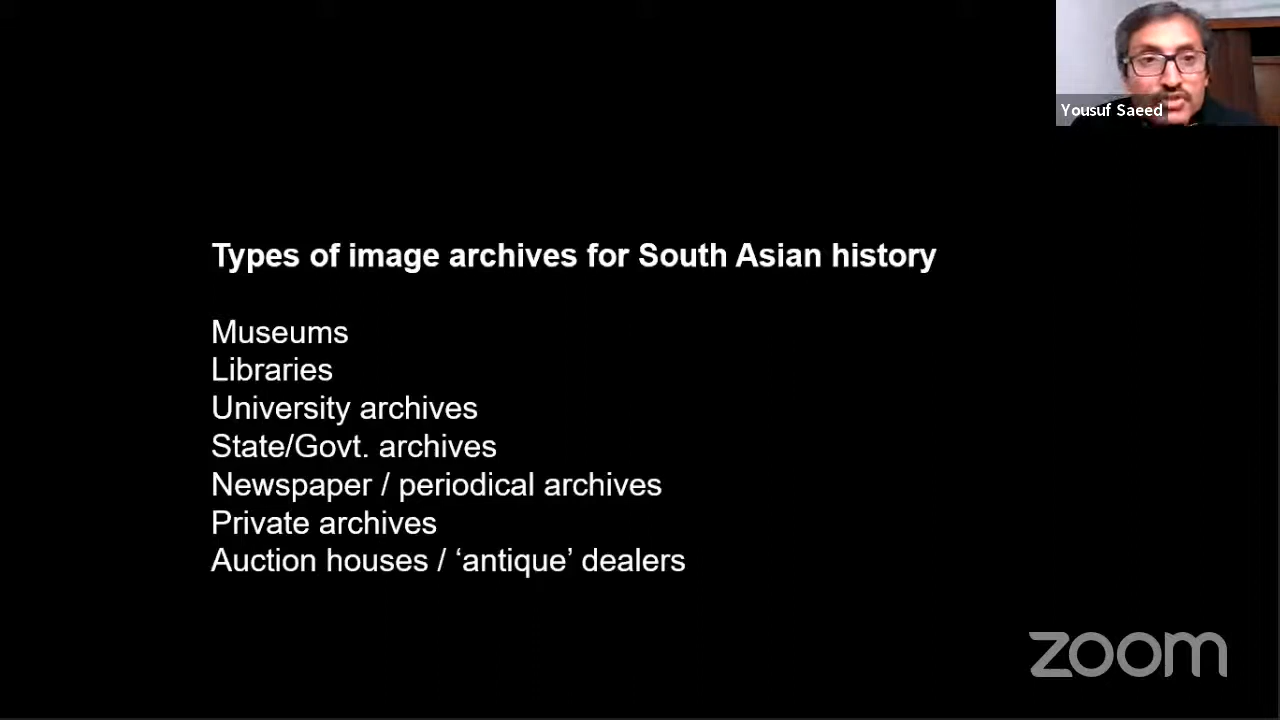 Yousuf Saeed
Types of image archives for South Asian history
Museums
Libraries
University archives
State/Govt. archives
Newspaper / periodical archives
Private archives
Auction houses / ‘antique’ dealers
zoom